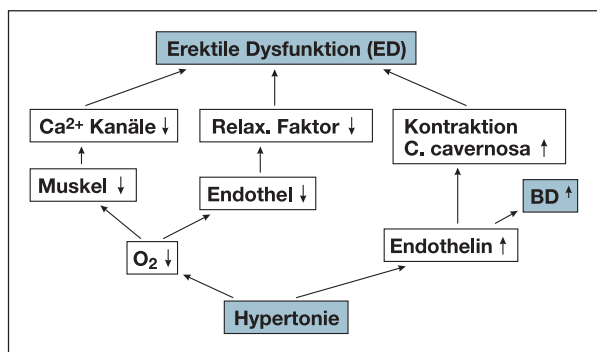 Erektile Dysfunktion (ED)
Ca²⁺ Kanäle ↓
Relax. Faktor ↓
Kontraktion
C. cavernosa ↑
Muskel ↓
Endothel ↓
BD ↑
O₂ ↓
Endothelin ↑
Hypertonie